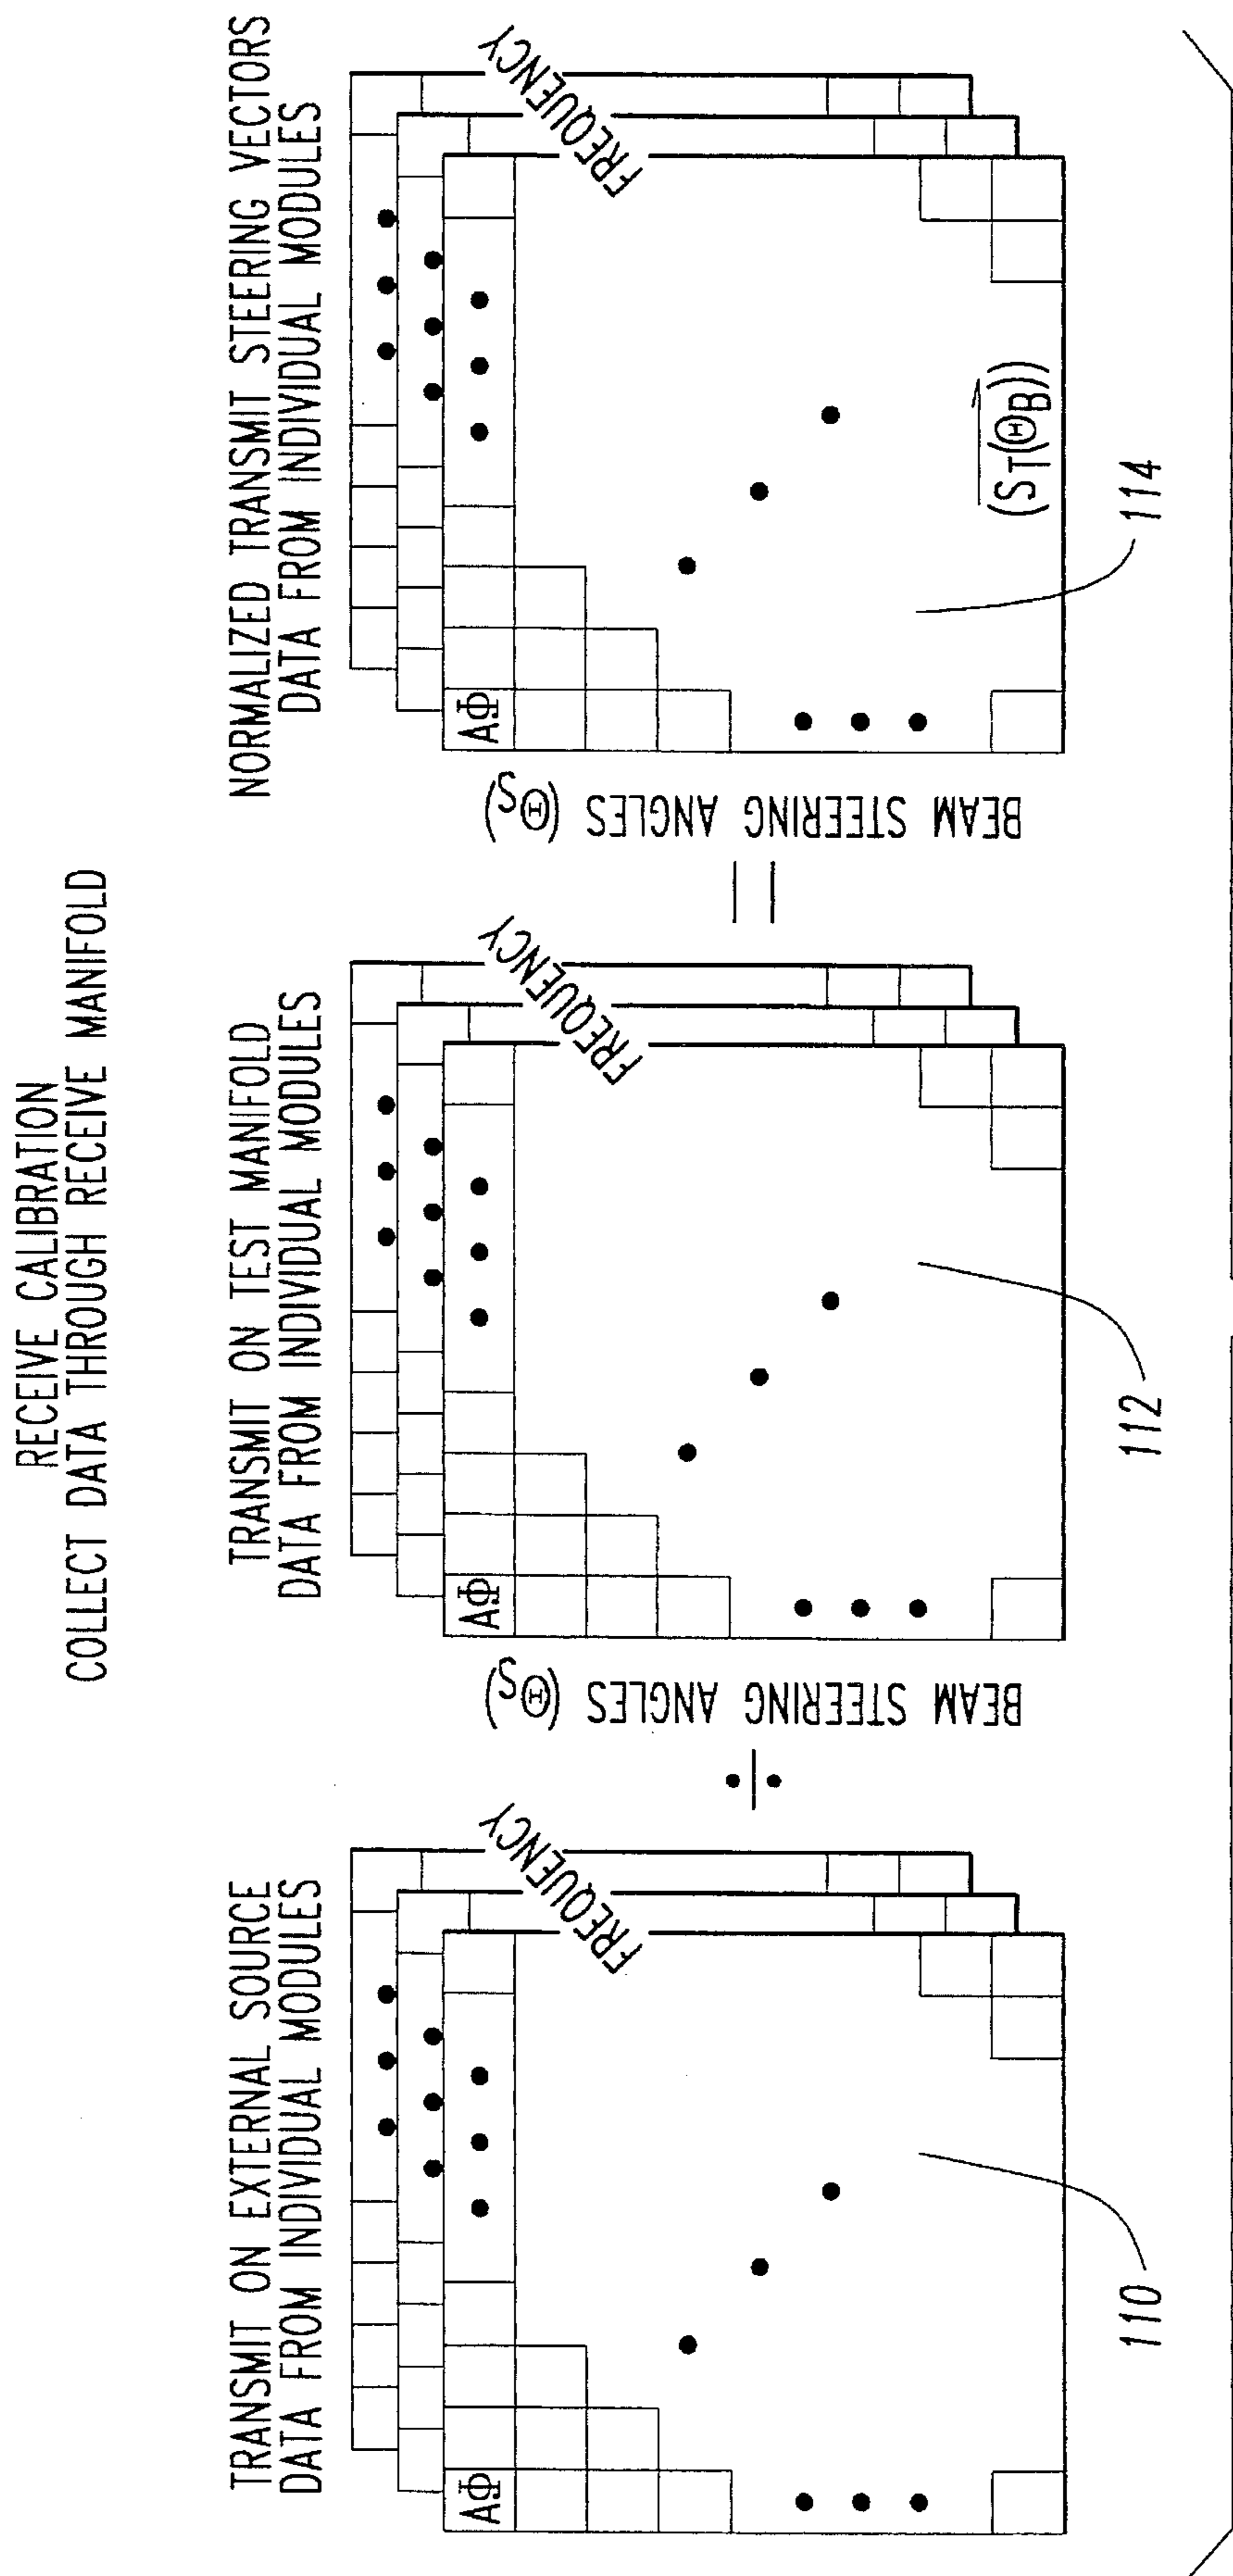 RECEIVE CALIBRATION
COLLECT DATA THROUGH RECEIVE MANIFOLD
TRANSMIT ON EXTERNAL SOURCE
DATA FROM INDIVIDUAL MODULES
AΦ
FREQUENCY
110
÷
BEAM STEERING ANGLES (ΘS)
TRANSMIT ON TEST MANIFOLD
DATA FROM INDIVIDUAL MODULES
AΦ
FREQUENCY
112
=
BEAM STEERING ANGLES (ΘS)
NORMALIZED TRANSMIT STEERING VECTORS
DATA FROM INDIVIDUAL MODULES
AΦ
FREQUENCY
(ST(ΘB))
114